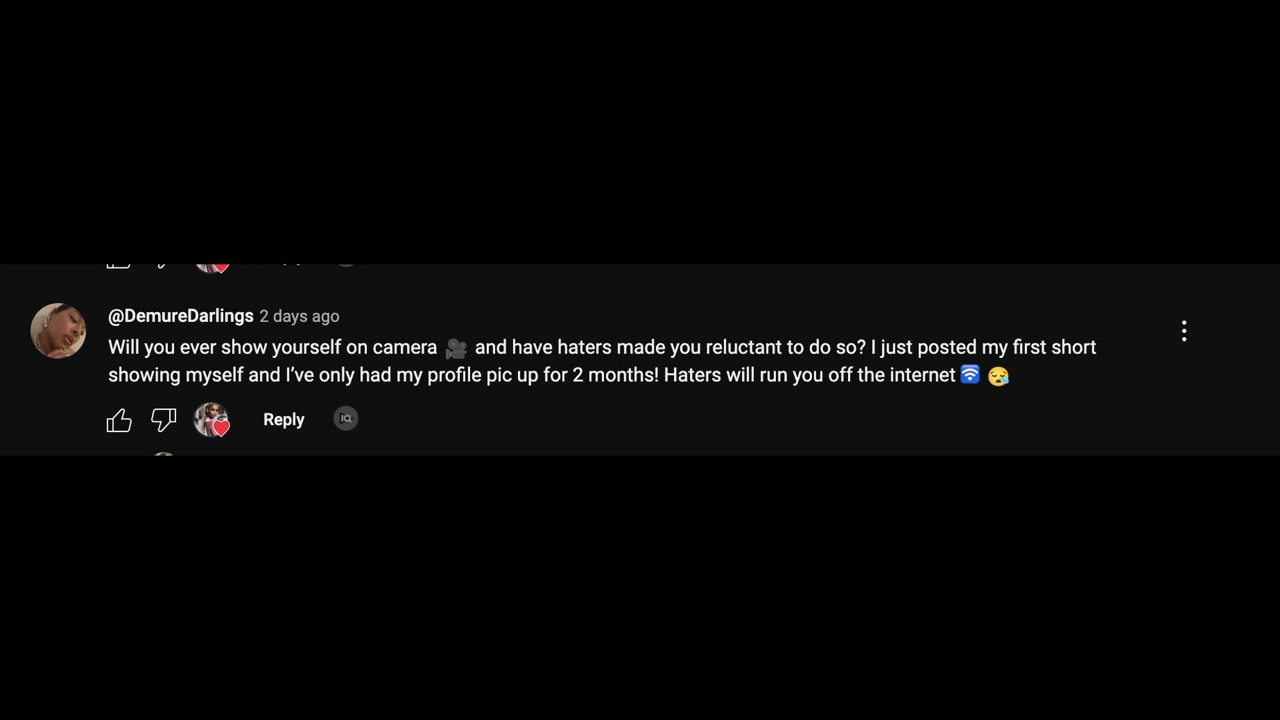 @DemureDarlings 2 days ago
Will you ever show yourself on camera 🎥 and have haters made you reluctant to do so? I just posted my first short
showing myself and I’ve only had my profile pic up for 2 months! Haters will run you off the internet 🛜 😪
Reply
iq